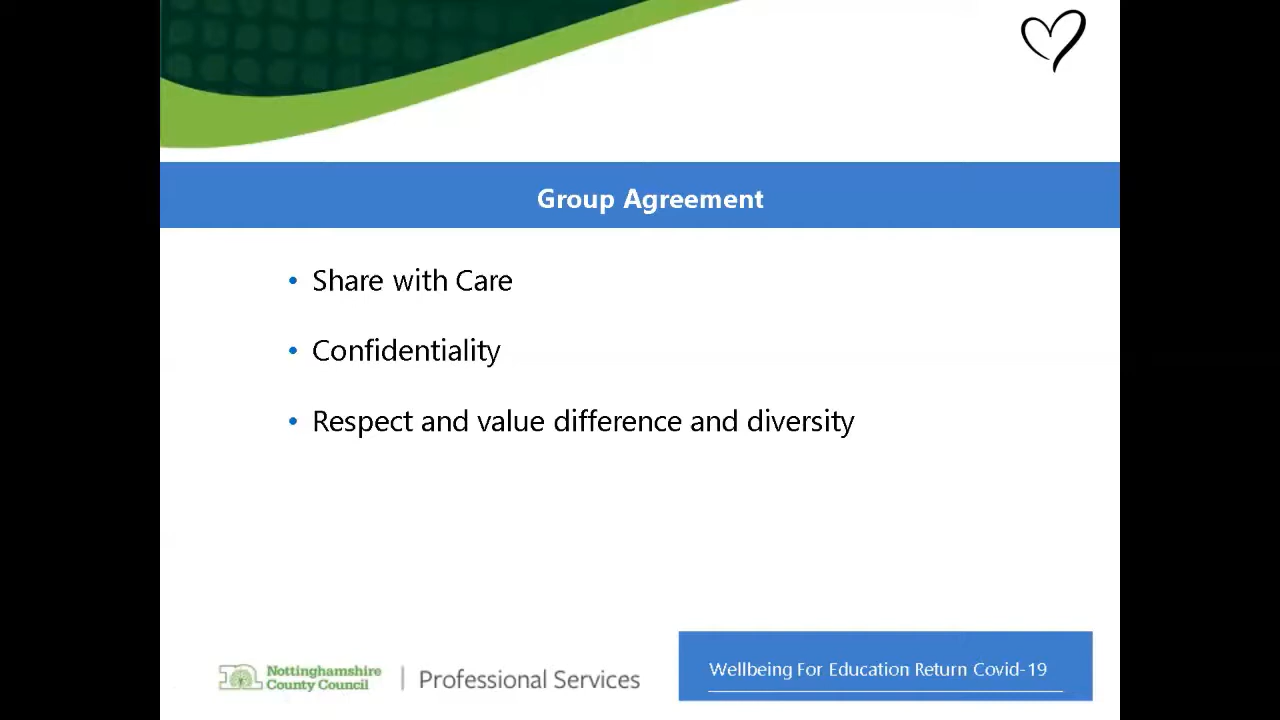 Group Agreement
• Share with Care
• Confidentiality
• Respect and value difference and diversity
Nottinghamshire
County Council
Professional Services
Wellbeing For Education Return Covid-19